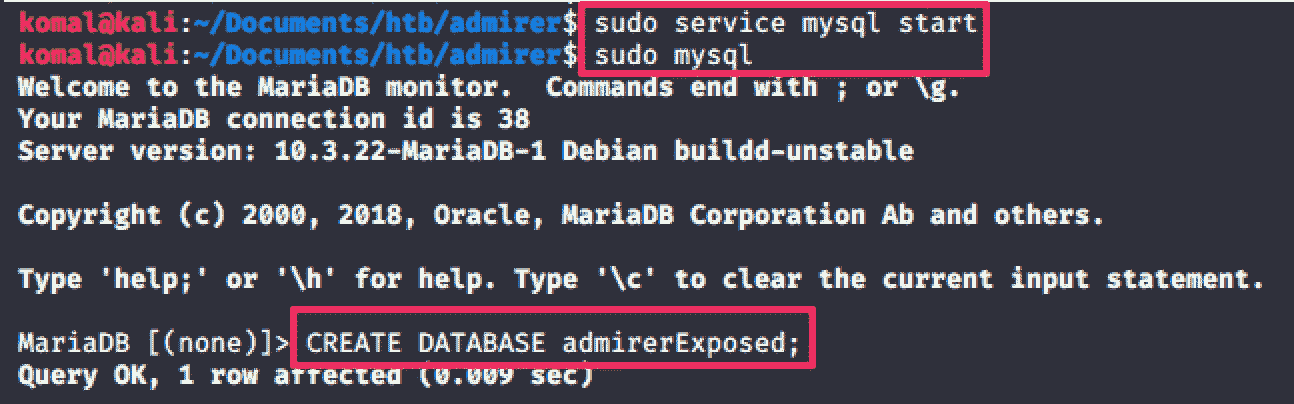 komal@kali:~/Documents/htb/admirer$ sudo service mysql start
komal@kali:~/Documents/htb/admirer$ sudo mysql
Welcome to the MariaDB monitor.  Commands end with ; or \g.
Your MariaDB connection id is 38
Server version: 10.3.22-MariaDB-1 Debian buildd-unstable
Copyright (c) 2000, 2018, Oracle, MariaDB Corporation Ab and others.
Type 'help;' or '\h' for help. Type '\c' to clear the current input statement.
MariaDB [(none)]> CREATE DATABASE admirerExposed;
Query OK, 1 row affected (0.009 sec)